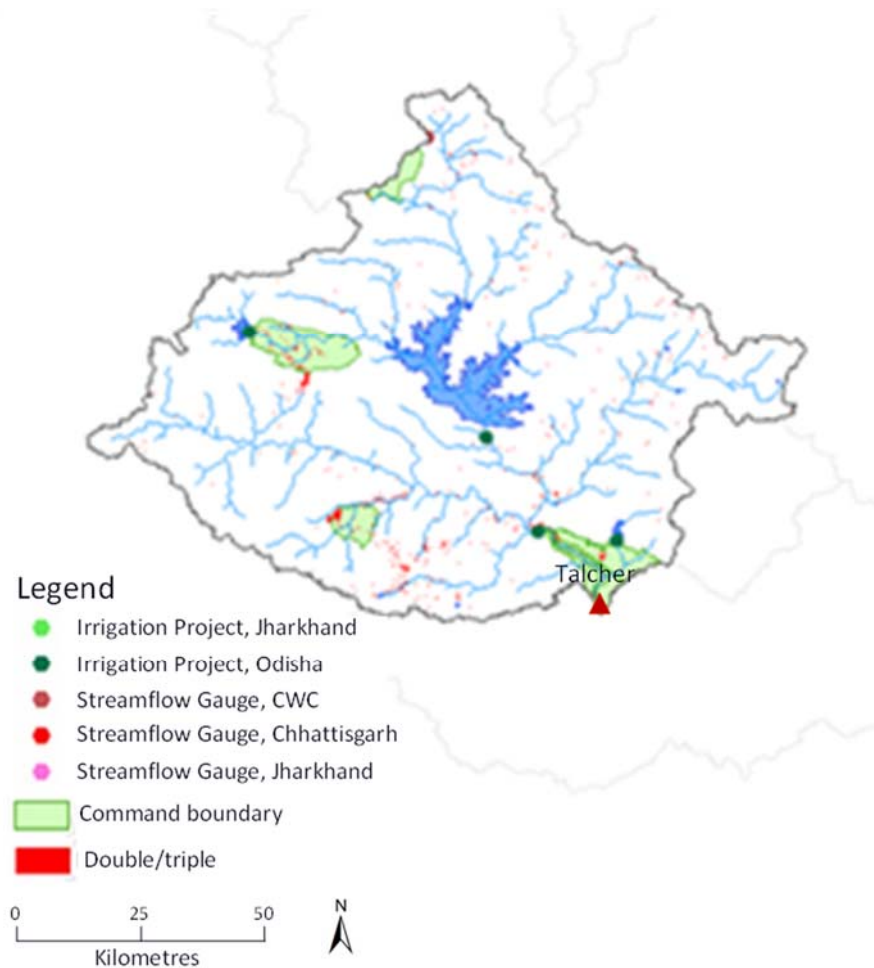 Talcher
Legend
Irrigation Project, Jharkhand
Irrigation Project, Odisha
Streamflow Gauge, CWC
Streamflow Gauge, Chhattisgarh
Streamflow Gauge, Jharkhand
Command boundary
Double/triple
0 25 50
Kilometres
N